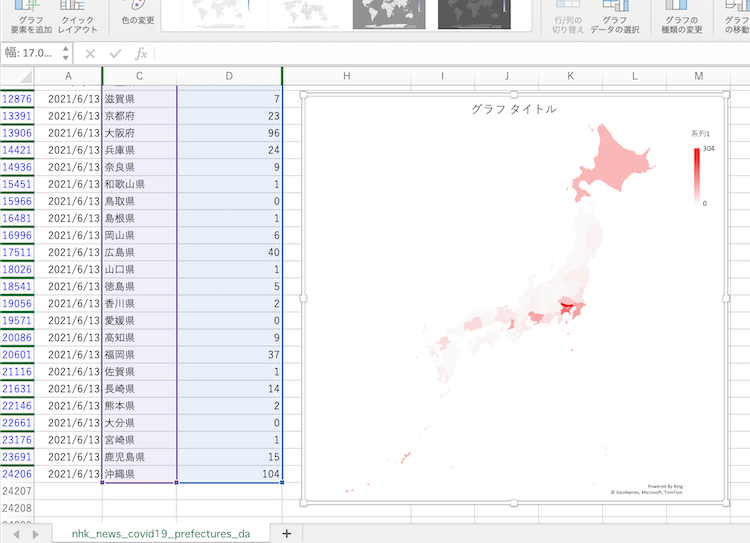 グラフ
要素を追加
クイック
レイアウト
色の変更
行/列の
切り替え
グラフ
データの選択
グラフの
種類の変更
グラフ
の移動
幅: 17.0...
fx
A C D H I J K L M
12876 2021/6/13 滋賀県 7
13391 2021/6/13 京都府 23
13906 2021/6/13 大阪府 96
14421 2021/6/13 兵庫県 24
14936 2021/6/13 奈良県 9
15451 2021/6/13 和歌山県 1
15966 2021/6/13 鳥取県 0
16481 2021/6/13 島根県 1
16996 2021/6/13 岡山県 6
17511 2021/6/13 広島県 40
18026 2021/6/13 山口県 1
18541 2021/6/13 徳島県 5
19056 2021/6/13 香川県 2
19571 2021/6/13 愛媛県 0
20086 2021/6/13 高知県 9
20601 2021/6/13 福岡県 37
21116 2021/6/13 佐賀県 1
21631 2021/6/13 長崎県 14
22146 2021/6/13 熊本県 2
22661 2021/6/13 大分県 0
23176 2021/6/13 宮崎県 1
23691 2021/6/13 鹿児島県 15
24206 2021/6/13 沖縄県 104
24207
24208
グラフ タイトル
系列1
304
0
Powered By Bing
© GeoNames, Microsoft, TomTom
nhk_news_covid19_prefectures_da